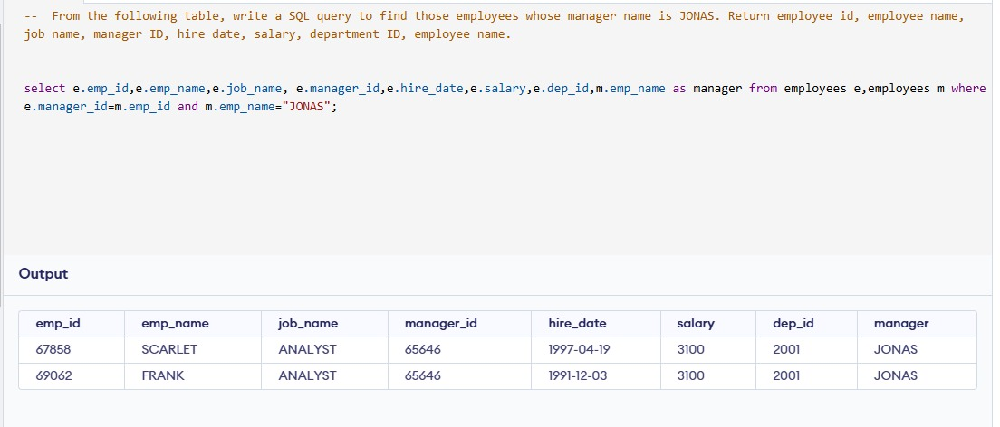 --  From the following table, write a SQL query to find those employees whose manager name is JONAS. Return employee id, employee name,
job name, manager ID, hire date, salary, department ID, employee name.
select e.emp_id,e.emp_name,e.job_name, e.manager_id,e.hire_date,e.salary,e.dep_id,m.emp_name as manager from employees e,employees m where
e.manager_id=m.emp_id and m.emp_name="JONAS";
Output
emp_id emp_name job_name manager_id hire_date salary dep_id manager
67858 SCARLET ANALYST 65646 1997-04-19 3100 2001 JONAS
69062 FRANK ANALYST 65646 1991-12-03 3100 2001 JONAS